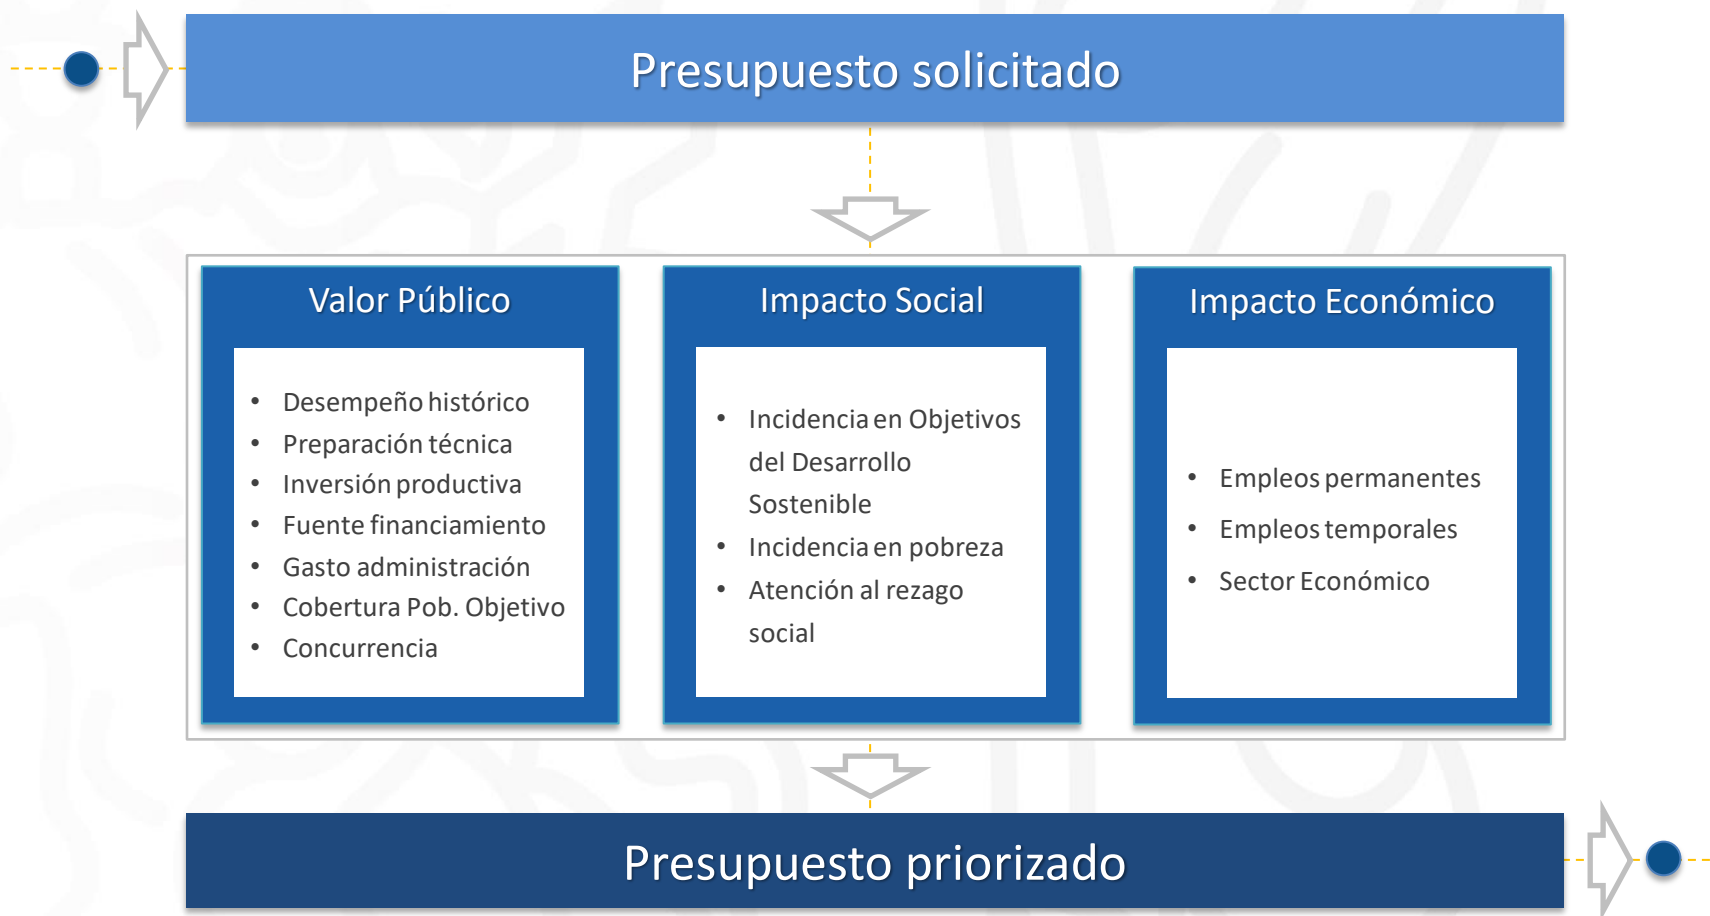 Presupuesto solicitado
Valor Público
• Desempeño histórico
• Preparación técnica
• Inversión productiva
• Fuente financiamiento
• Gasto administración
• Cobertura Pob. Objetivo
• Concurrencia
Impacto Social
• Incidencia en Objetivos
del Desarrollo
Sostenible
• Incidencia en pobreza
• Atención al rezago
social
Impacto Económico
• Empleos permanentes
• Empleos temporales
• Sector Económico
Presupuesto priorizado